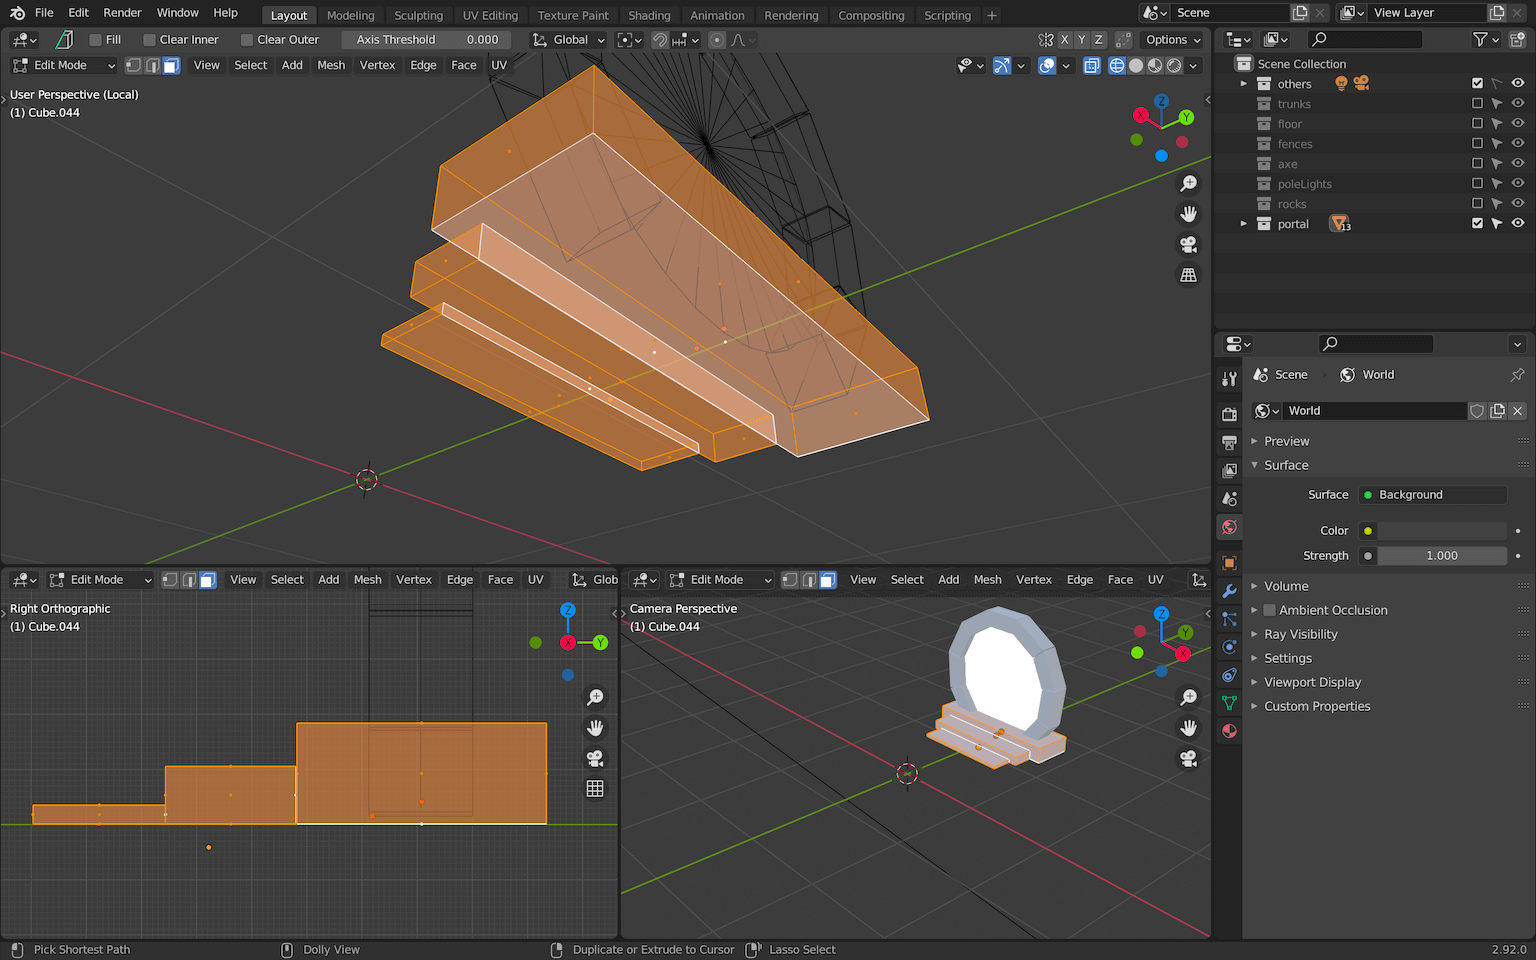 File Edit Render Window Help Layout Modeling Sculpting UV Editing Texture Paint Shading Animation Rendering Compositing Scripting + Scene View Layer
Fill Clear Inner Clear Outer Axis Threshold 0.000 Global X Y Z Options
Edit Mode View Select Add Mesh Vertex Edge Face UV
User Perspective (Local)
(1) Cube.044
Z
X
Y
Scene Collection
others
trunks
floor
fences
axe
poleLights
rocks
portal 13
Scene World
World
Preview
Surface
Surface Background
Color
Strength 1.000
Volume
Ambient Occlusion
Ray Visibility
Settings
Viewport Display
Custom Properties
Edit Mode View Select Add Mesh Vertex Edge Face UV Glob
Right Orthographic
(1) Cube.044
Z
X
Y
Edit Mode View Select Add Mesh Vertex Edge Face UV
Camera Perspective
(1) Cube.044
Z
Y
X
Pick Shortest Path Dolly View Duplicate or Extrude to Cursor Lasso Select 2.92.0